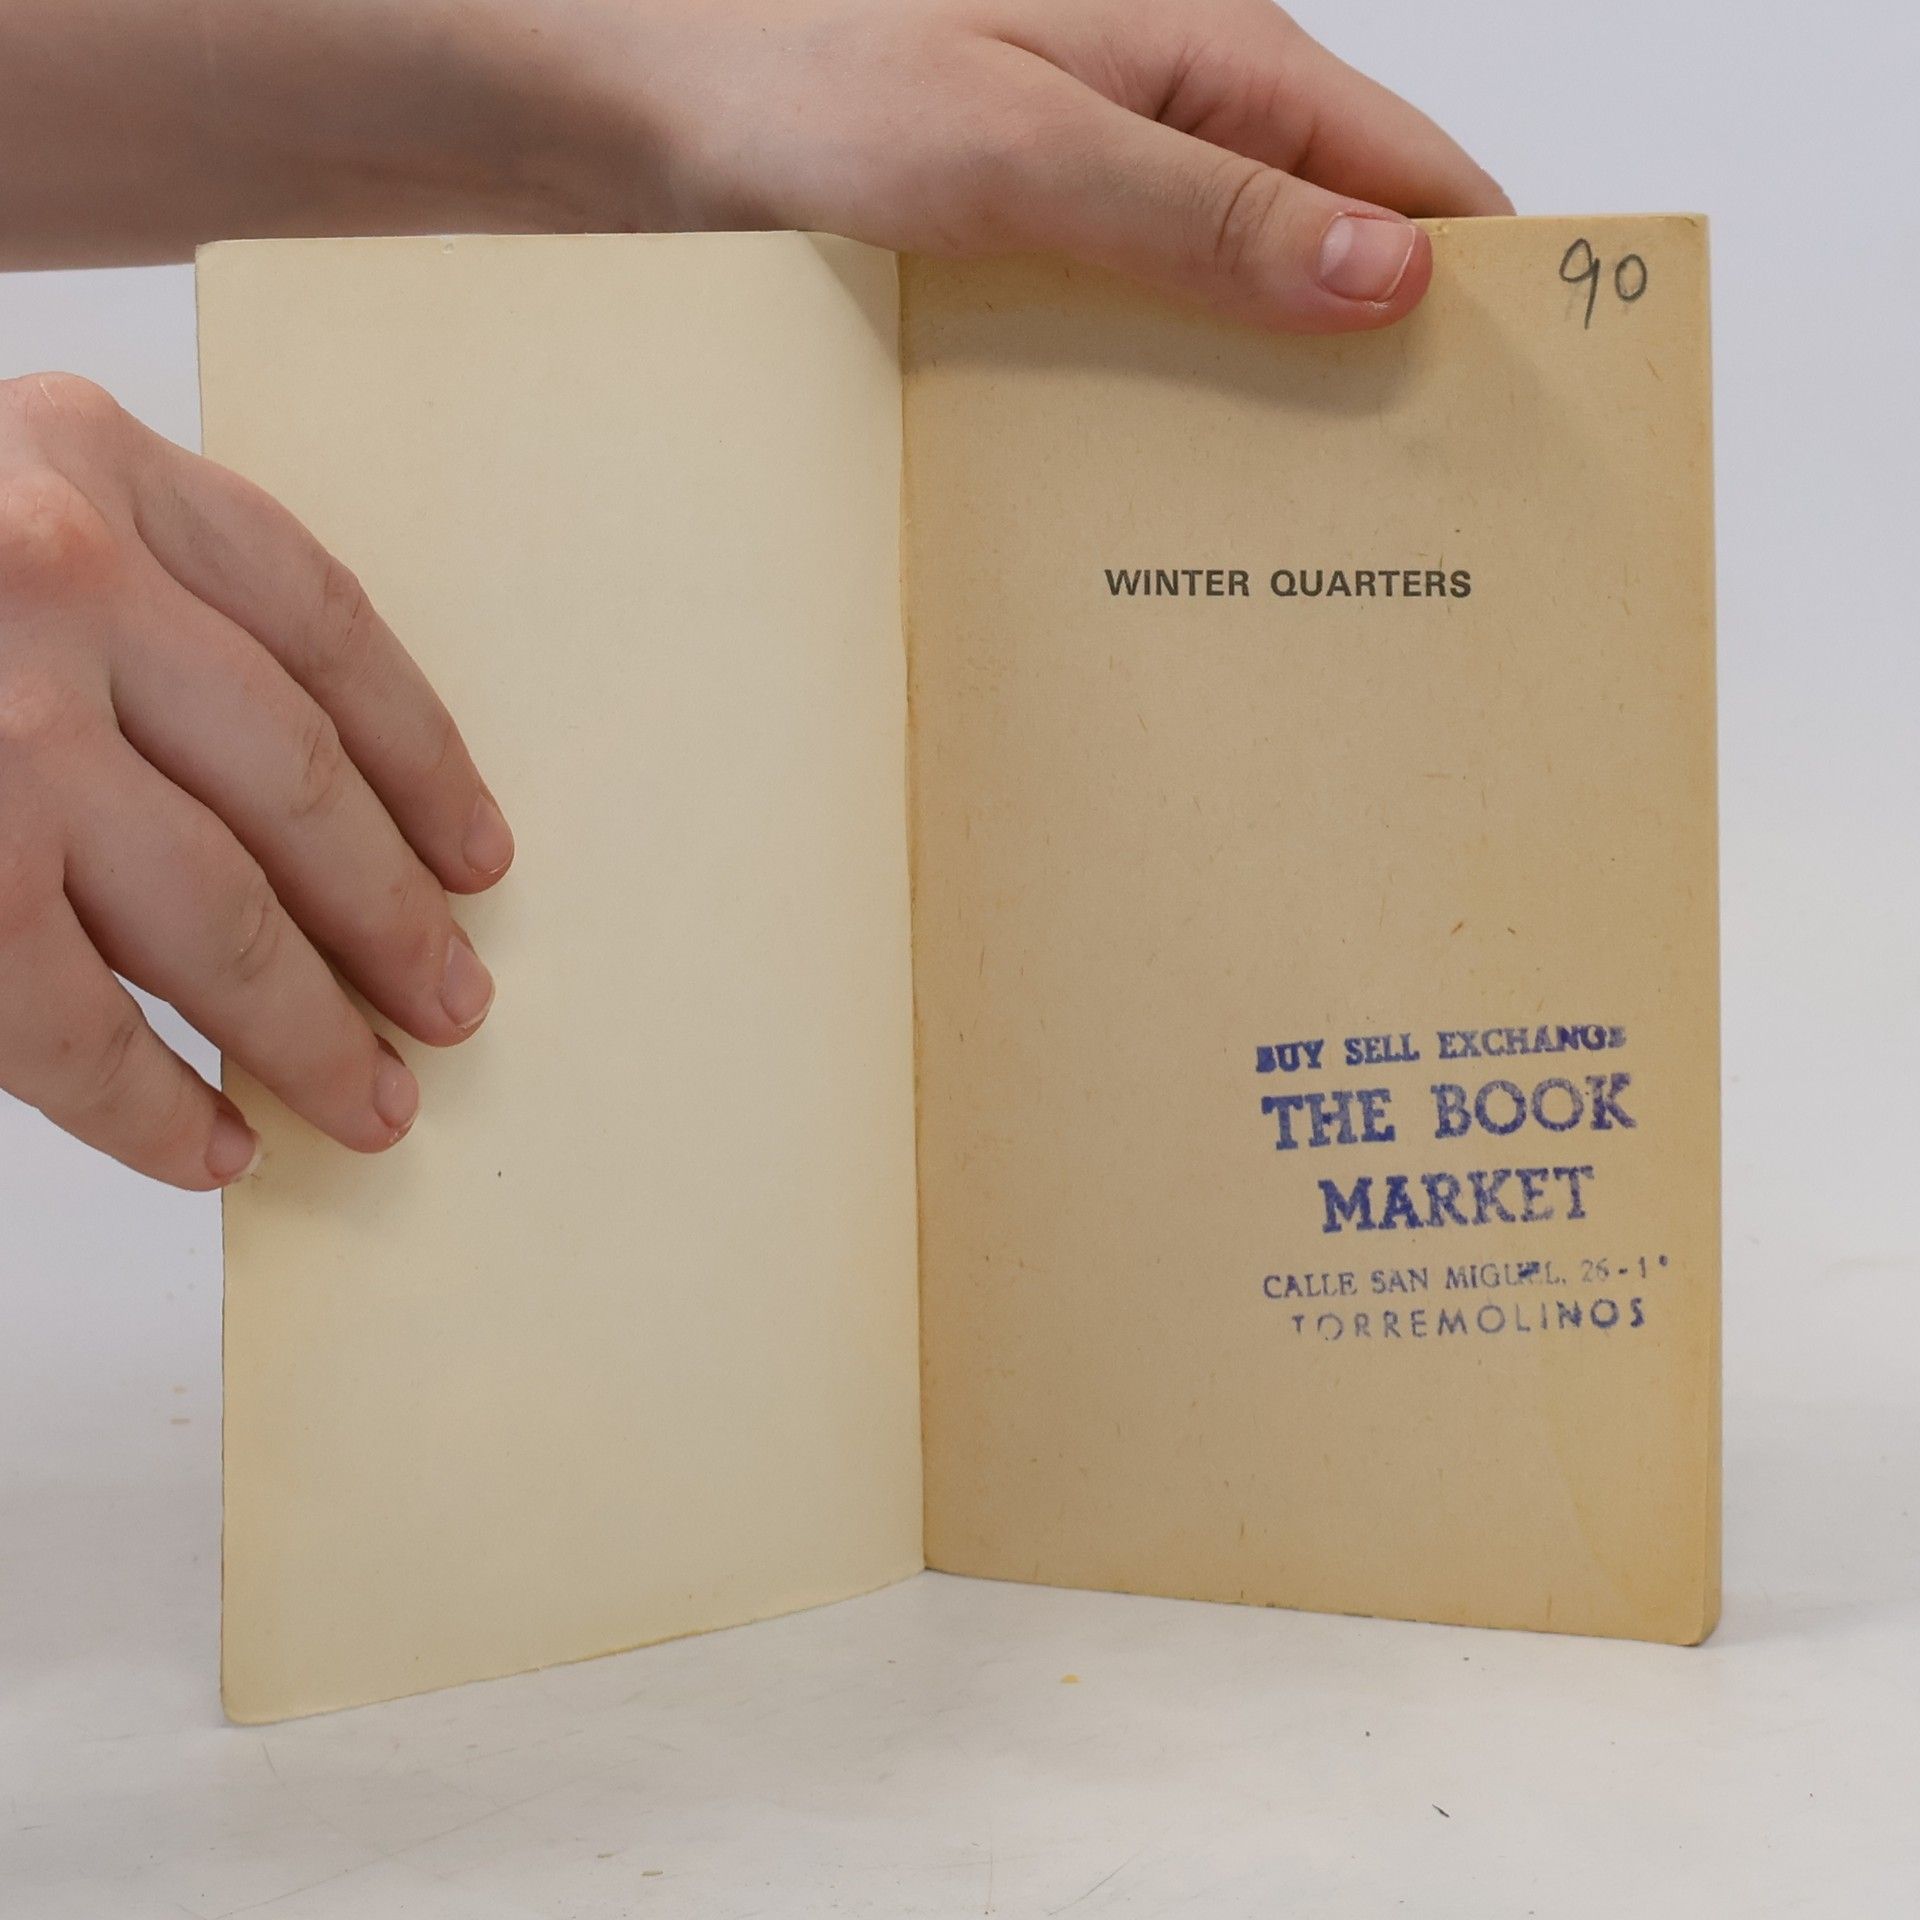 90
WINTER QUARTERS
BUY SELL EXCHANGE
THE BOOK
MARKET
CALLE SAN MIGUEL, 26 - 1°
TORREMOLINOS